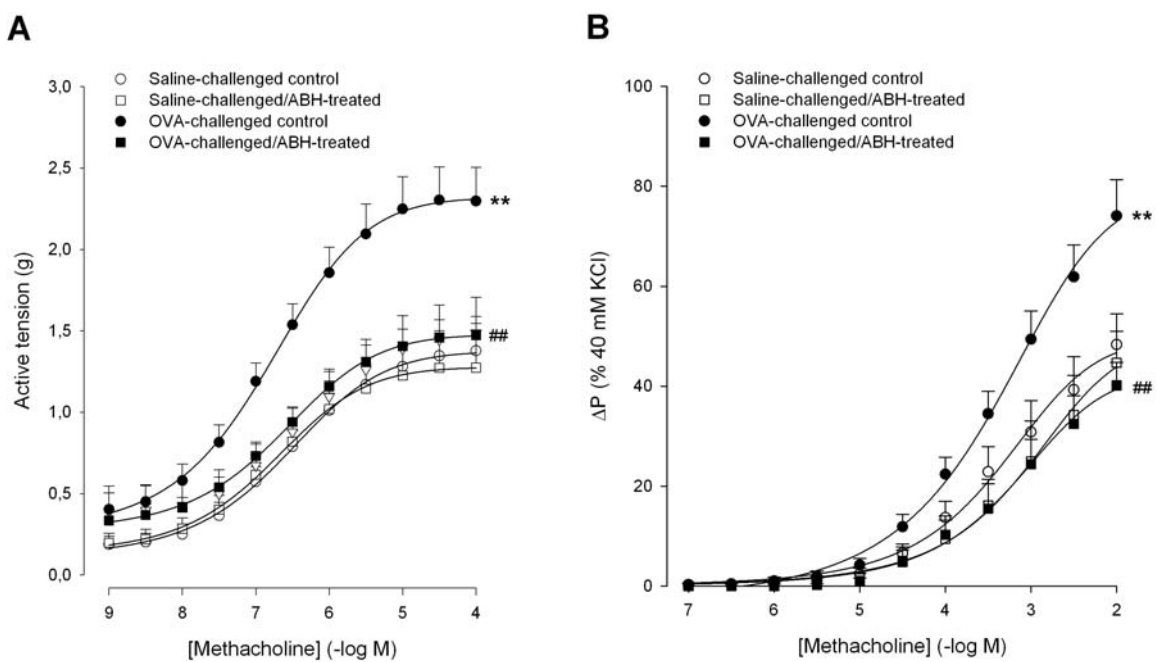 A
Saline-challenged control
Saline-challenged/ABH-treated
OVA-challenged control
OVA-challenged/ABH-treated
3,0
2,5
2,0
1,5
1,0
0,5
0,0
Active tension (g)
**
##
9 8 7 6 5 4
[Methacholine] (-log M)
B
Saline-challenged control
Saline-challenged/ABH-treated
OVA-challenged control
OVA-challenged/ABH-treated
100
80
60
40
20
0
ΔP (% 40 mM KCl)
**
##
7 6 5 4 3 2
[Methacholine] (-log M)